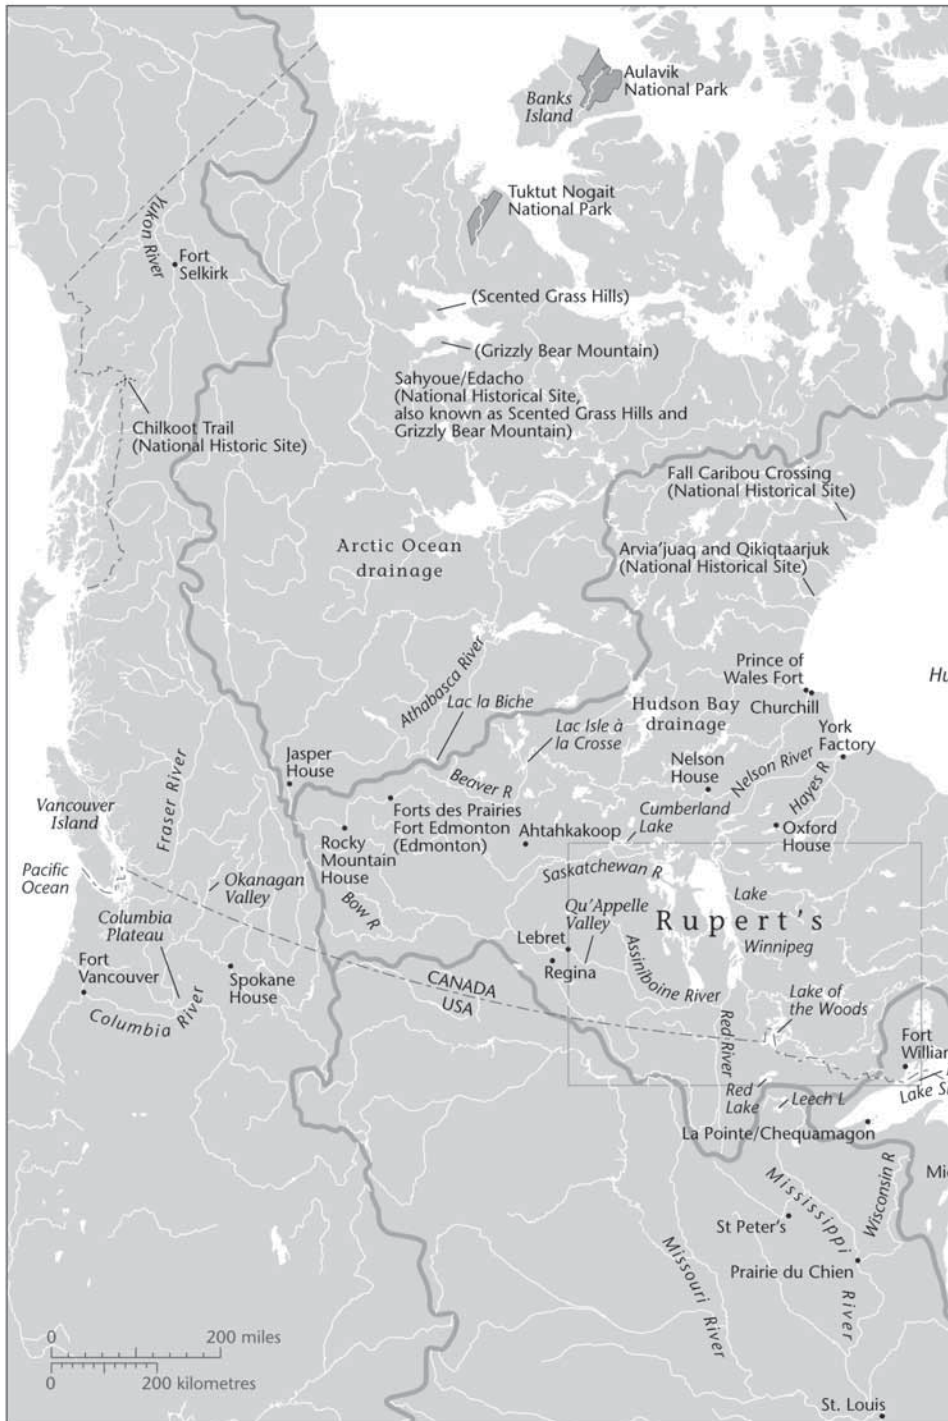 Aulavik
National Park
Banks
Island
Tuktut Nogait
National Park
Yukon River
Fort
Selkirk
(Scented Grass Hills)
(Grizzly Bear Mountain)
Sahyoue/Edacho
(National Historical Site,
also known as Scented Grass Hills and
Grizzly Bear Mountain)
Chilkoot Trail
(National Historic Site)
Fall Caribou Crossing
(National Historical Site)
Arctic Ocean
drainage
Arvia'juaq and Qikiqtaarjuk
(National Historical Site)
Athabasca River
Prince of
Wales Fort
Churchill
Hu
Lac la Biche
Hudson Bay
drainage
Lac Isle à
la Crosse
York
Factory
Jasper
House
Nelson
House
Nelson River
Hayes R
Fraser River
Beaver R
Vancouver
Island
Forts des Prairies
Fort Edmonton
(Edmonton)
Cumberland
Lake
Ahtahkakoop
Oxford
House
Rocky
Mountain
House
Pacific
Ocean
Okanagan
Valley
Saskatchewan R
Lake
Winnipeg
Bow R
Qu'Appelle
Valley
Rupert's
Columbia
Plateau
Lebret
Regina
Fort
Vancouver
Spokane
House
Assiniboine River
CANADA
USA
Columbia River
Lake of
the Woods
Red River
Fort
William
Red
Lake
Leech L
Lake S
La Pointe/Chequamagon
Mi
Wisconsin R
Mississippi River
St Peter's
Missouri River
Prairie du Chien
0 200 miles
0 200 kilometres
St. Louis